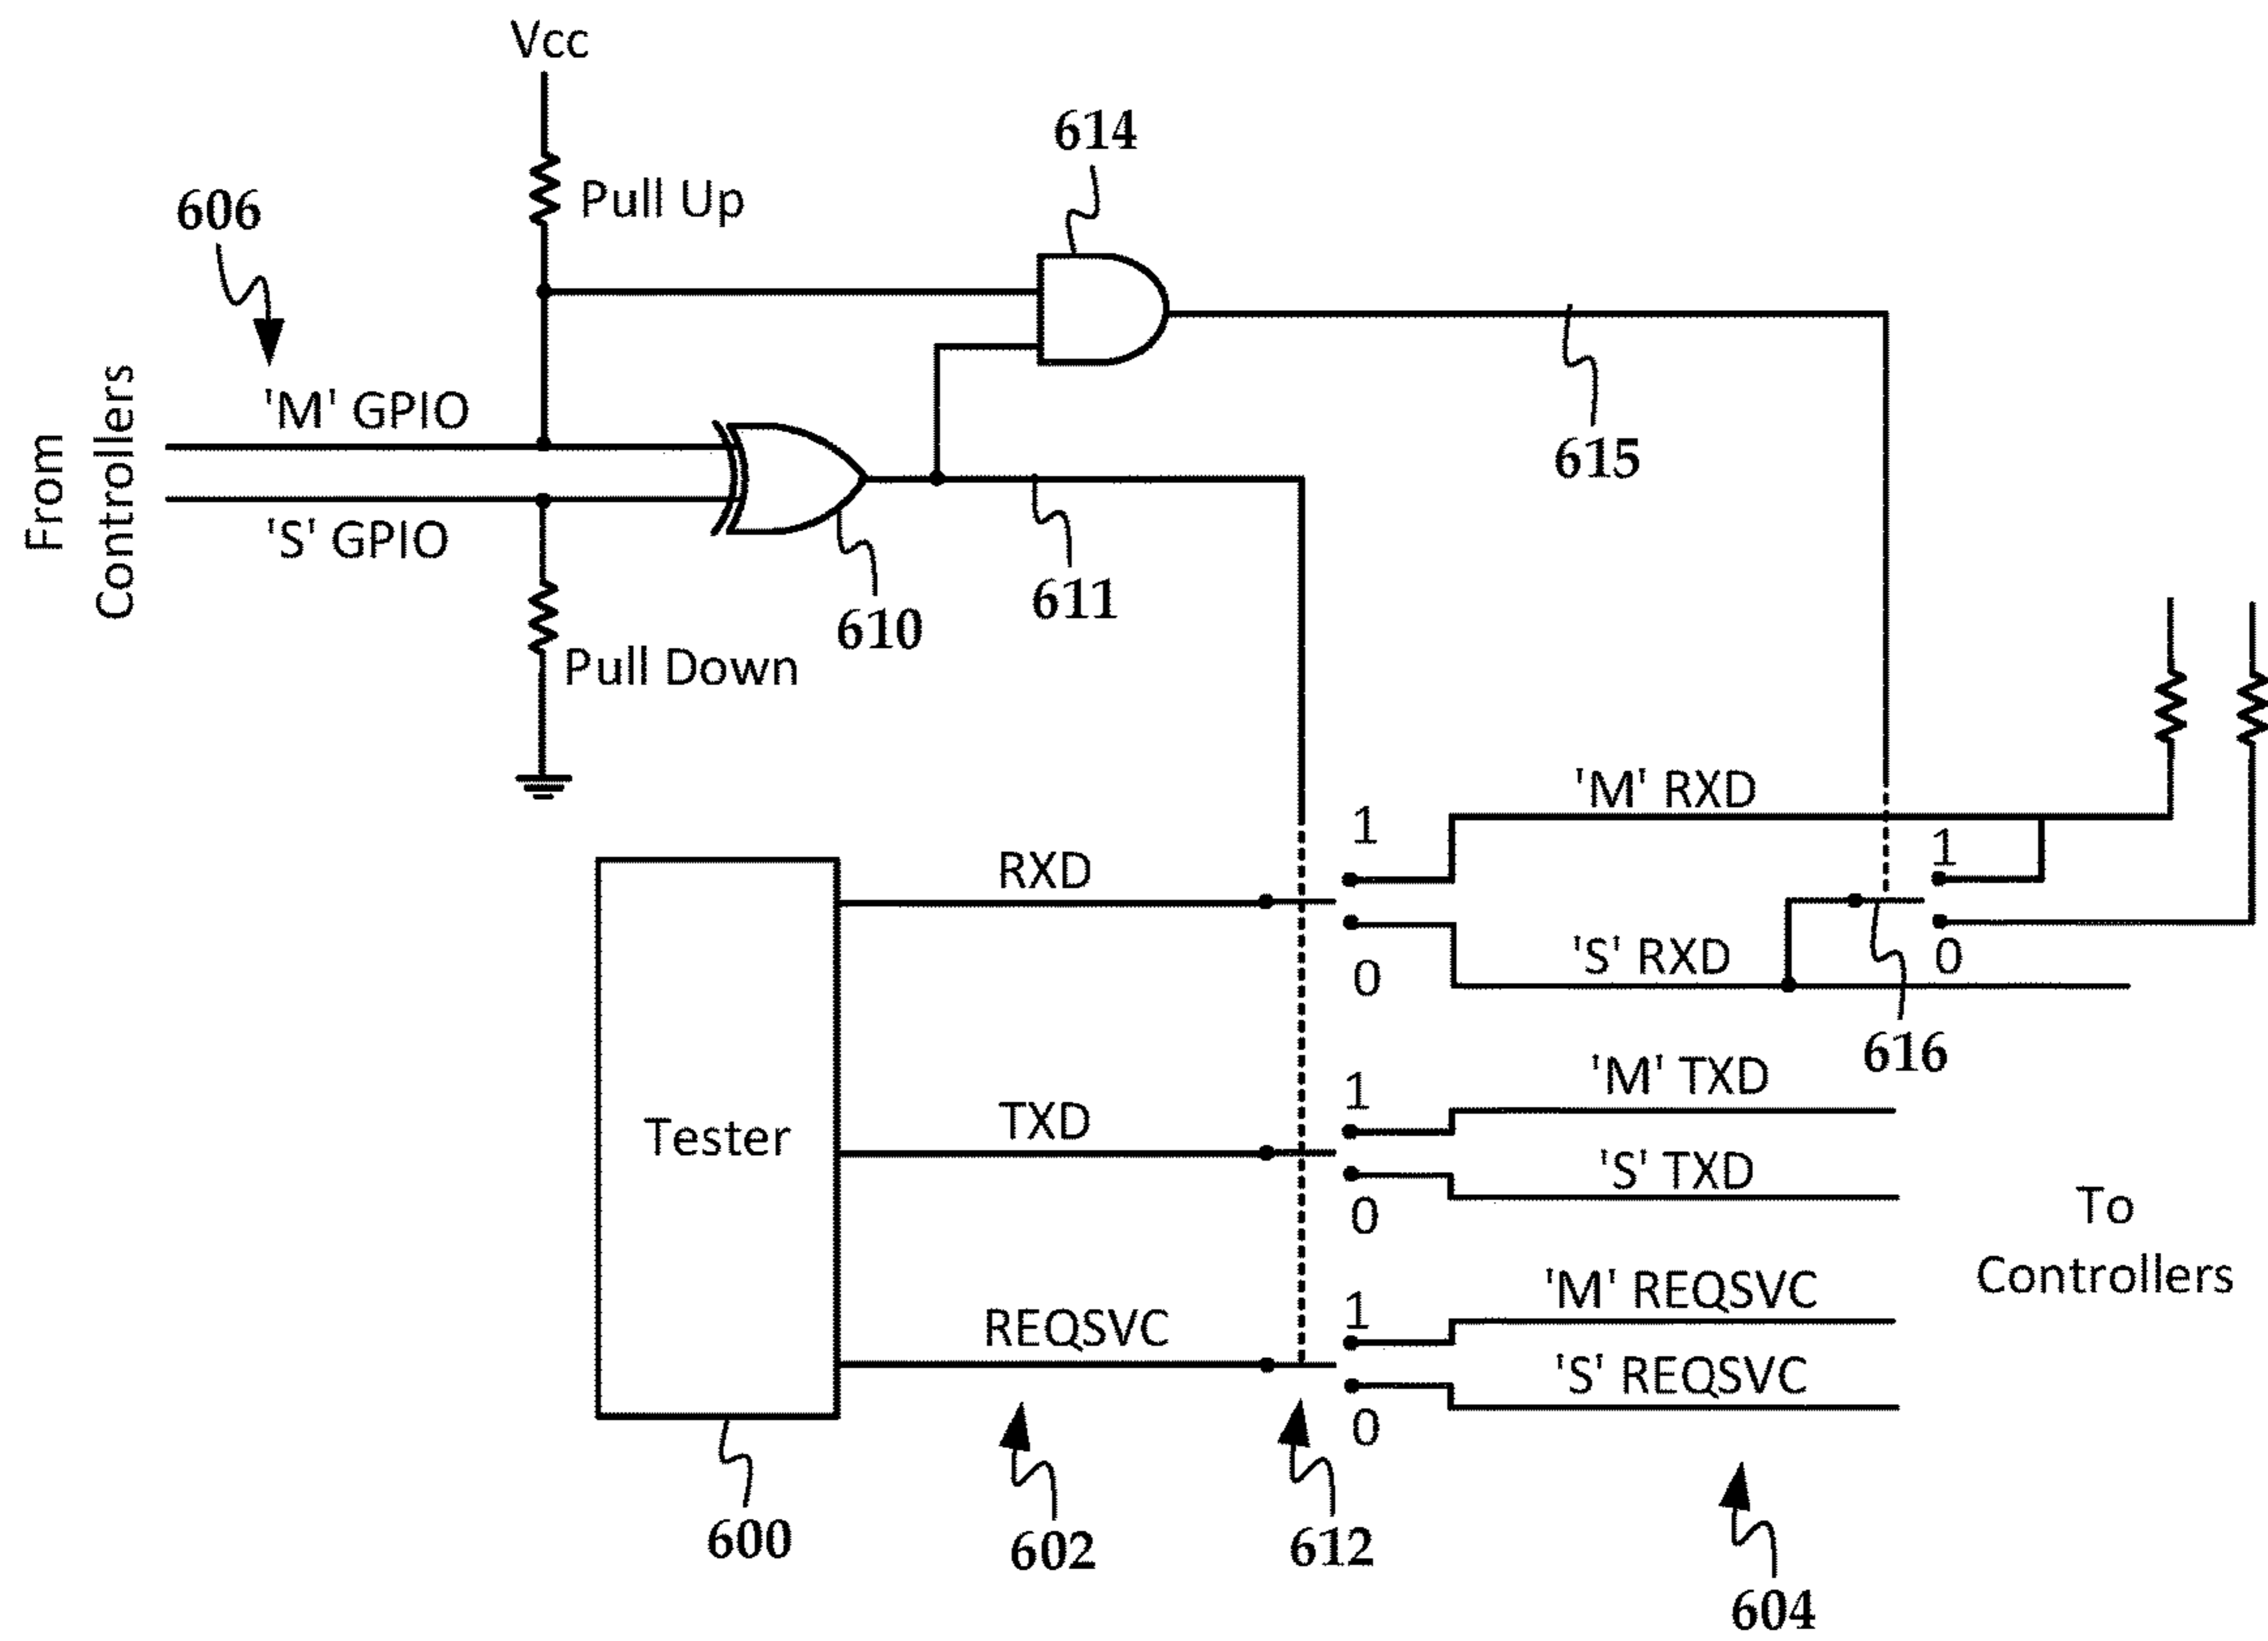 Vcc
614
606
Pull Up
'M' GPIO
From
Controllers
'S' GPIO
615
611
610
Pull Down
'M' RXD
1
1
RXD
'S' RXD
0
0
616
'M' TXD
1
TXD
Tester
'S' TXD
0
To
Controllers
'M' REQSVC
1
REQSVC
'S' REQSVC
0
600
602
612
604